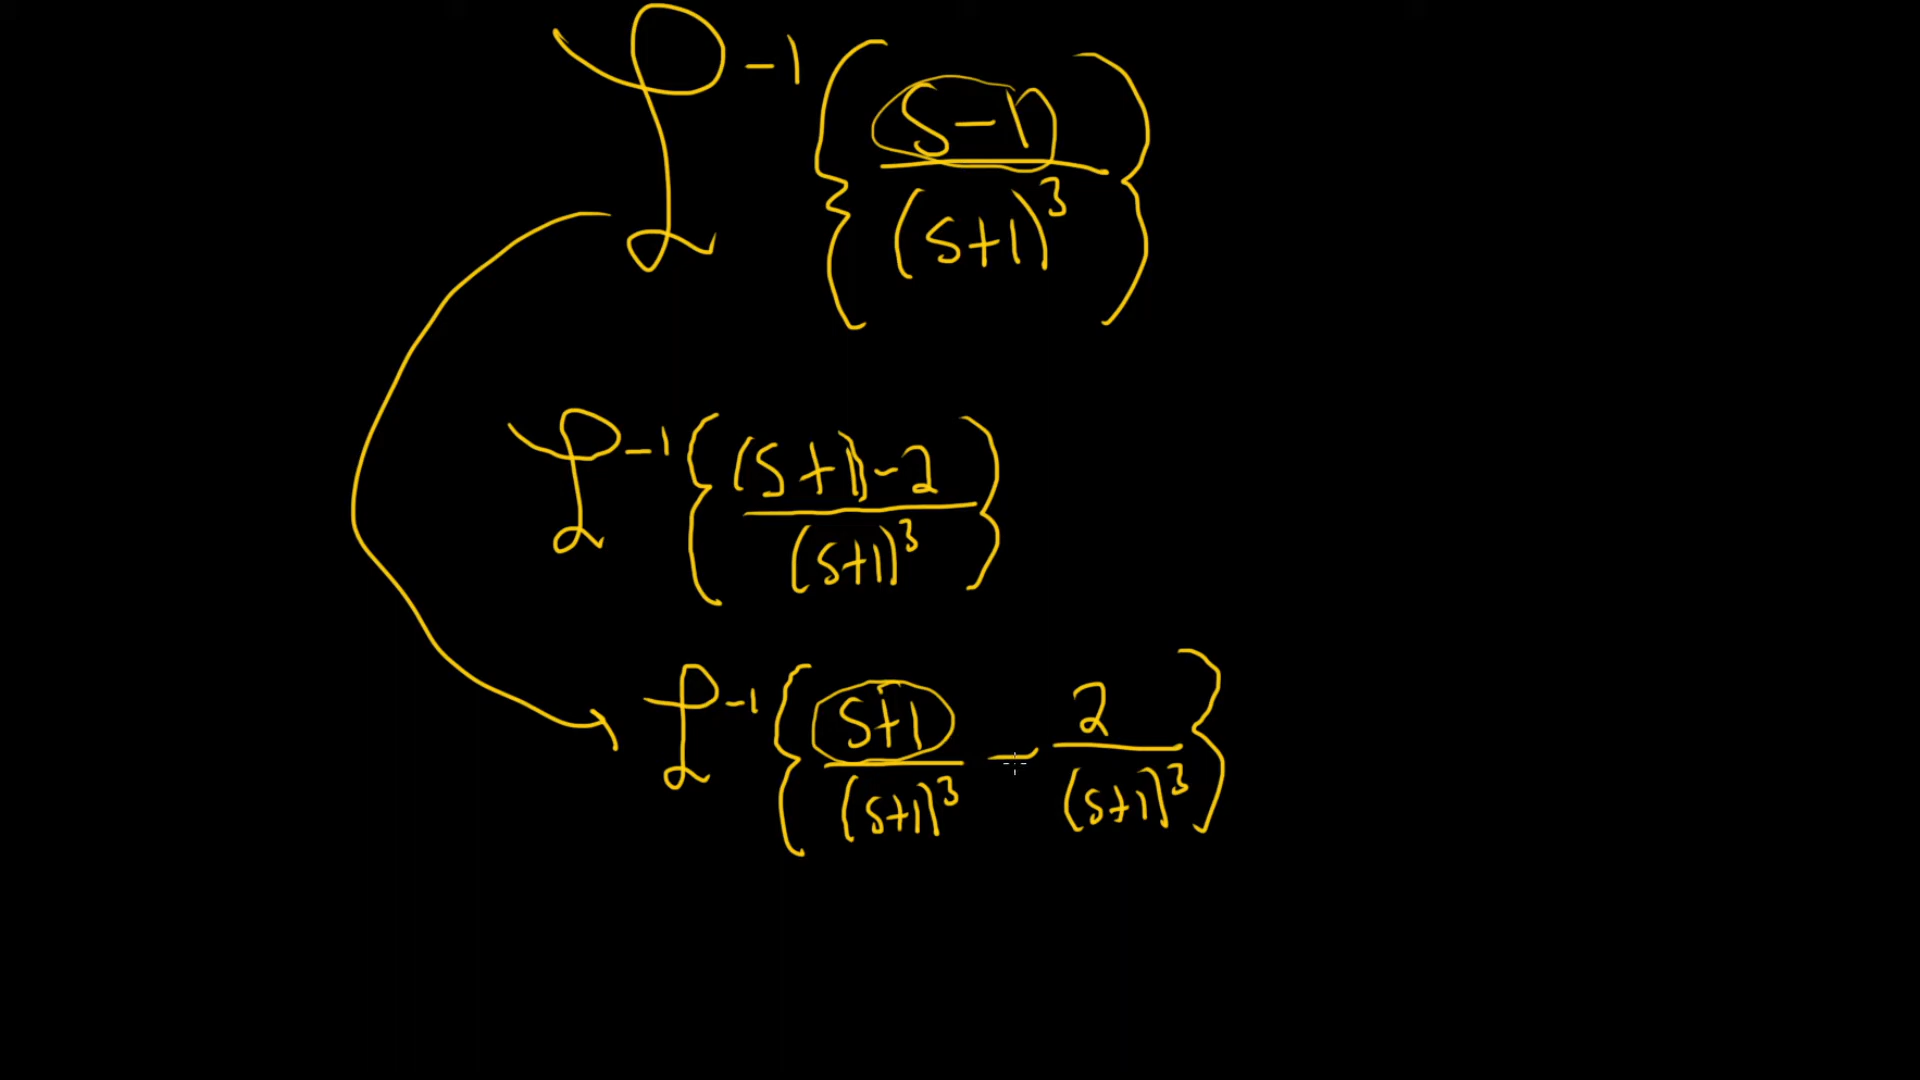 ℒ⁻¹{(s-1)/(s+1)³}
ℒ⁻¹{((s+1)-2)/(s+1)³}
ℒ⁻¹{(s+1)/(s+1)³ - 2/(s+1)³}